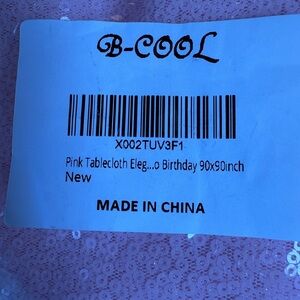 B-COOL
X002TUV3F1
Pink Tablecloth Eleg...o Birthday 90x90inch
New
MADE IN CHINA